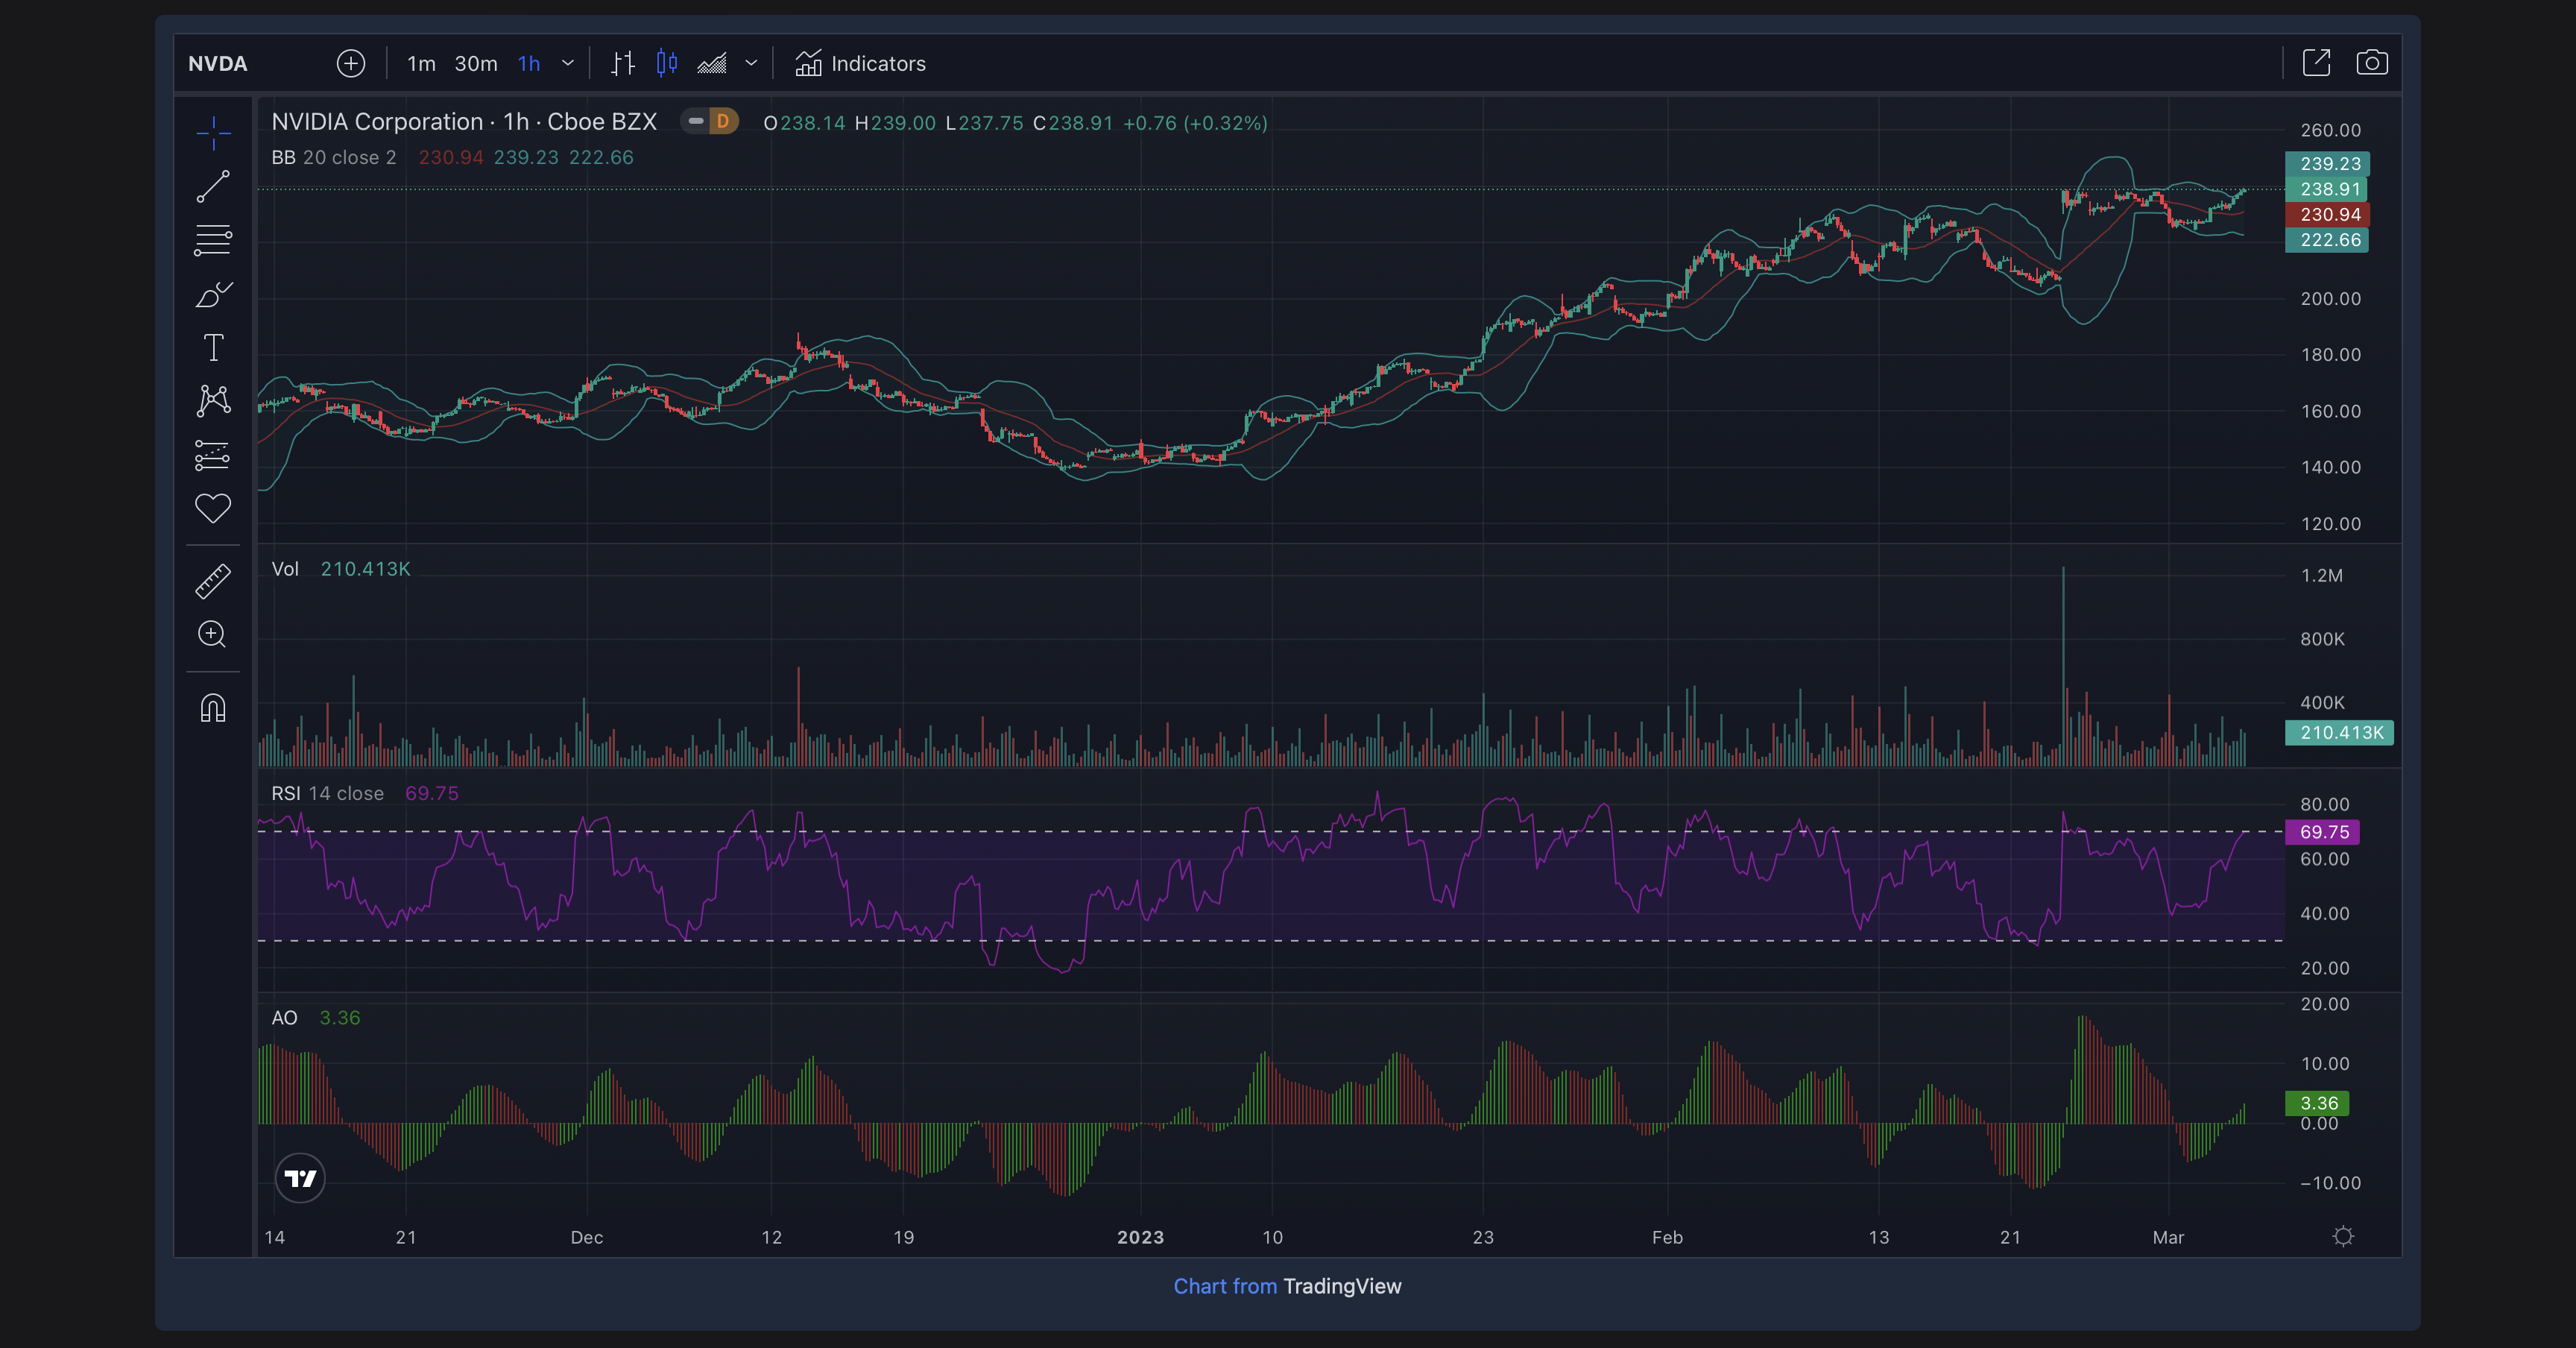 NVDA 1m 30m 1h Indicators
NVIDIA Corporation · 1h · Cboe BZX D O238.14 H239.00 L237.75 C238.91 +0.76 (+0.32%)
BB 20 close 2 230.94 239.23 222.66
260.00
239.23
238.91
230.94
222.66
200.00
180.00
160.00
140.00
120.00
Vol 210.413K
1.2M
800K
400K
210.413K
RSI 14 close 69.75
80.00
69.75
60.00
40.00
20.00
AO 3.36
20.00
10.00
3.36
0.00
−10.00
14 21 Dec 12 19 2023 10 23 Feb 13 21 Mar
Chart from TradingView